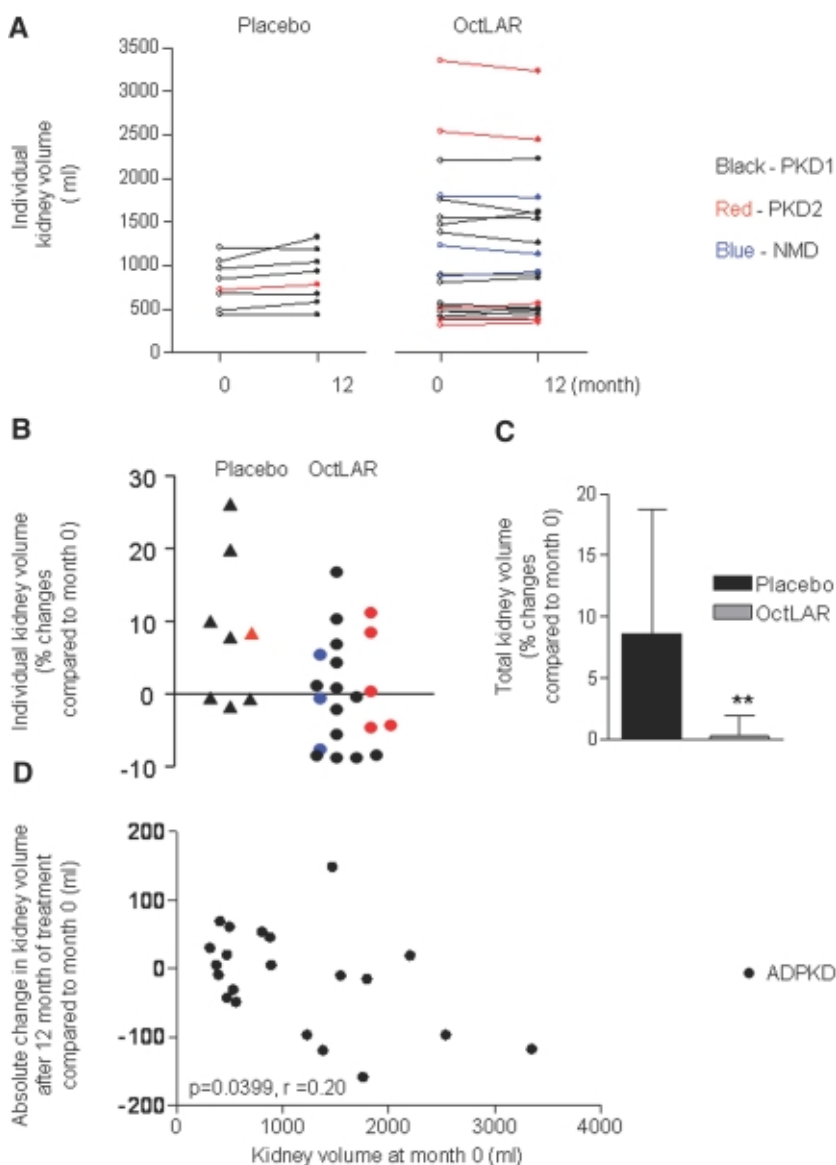 A
Placebo
OctLAR
Individual
kidney volume
( ml)
3500
3000
2500
2000
1500
1000
500
0
0
12
0
12 (month)
Black - PKD1
Red - PKD2
Blue - NMD
B
Placebo
OctLAR
Individual kidney volume
(% changes
compared to month 0)
30
20
10
0
-10
C
Total kidney volume
(% changes
compared to month 0)
20
15
10
5
0
**
Placebo
OctLAR
D
Absolute change in kidney volume
after 12 month of treatment
compared to month 0 (ml)
200
100
0
-100
-200
p=0.0399, r =0.20
0
1000
2000
3000
4000
Kidney volume at month 0 (ml)
ADPKD